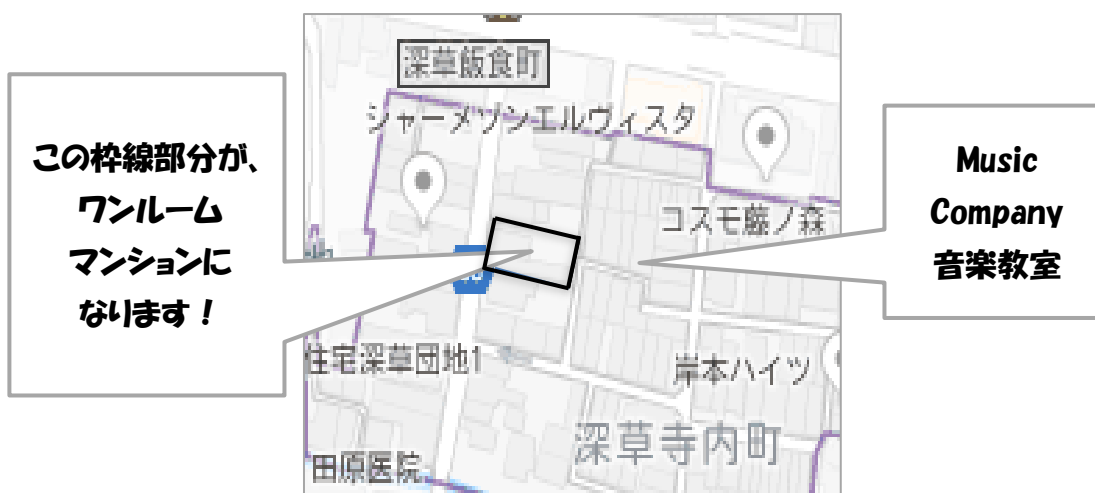 深草飯食町
シャーメゾンエルヴィスタ
この枠線部分が、
ワンルーム
マンションに
なります！
Music
Company
音楽教室
コスモ藤ノ森
住宅深草団地1
岸本ハイツ
深草寺内町
田原医院